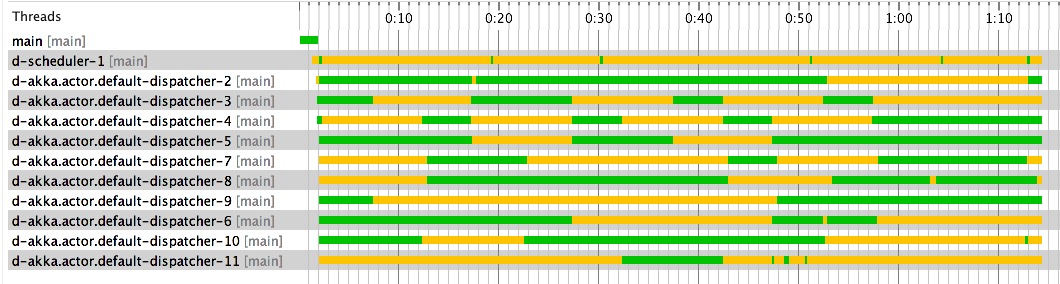 Threads 0:10 0:20 0:30 0:40 0:50 1:00 1:10
main [main]
d-scheduler-1 [main]
d-akka.actor.default-dispatcher-2 [main]
d-akka.actor.default-dispatcher-3 [main]
d-akka.actor.default-dispatcher-4 [main]
d-akka.actor.default-dispatcher-5 [main]
d-akka.actor.default-dispatcher-7 [main]
d-akka.actor.default-dispatcher-8 [main]
d-akka.actor.default-dispatcher-9 [main]
d-akka.actor.default-dispatcher-6 [main]
d-akka.actor.default-dispatcher-10 [main]
d-akka.actor.default-dispatcher-11 [main]